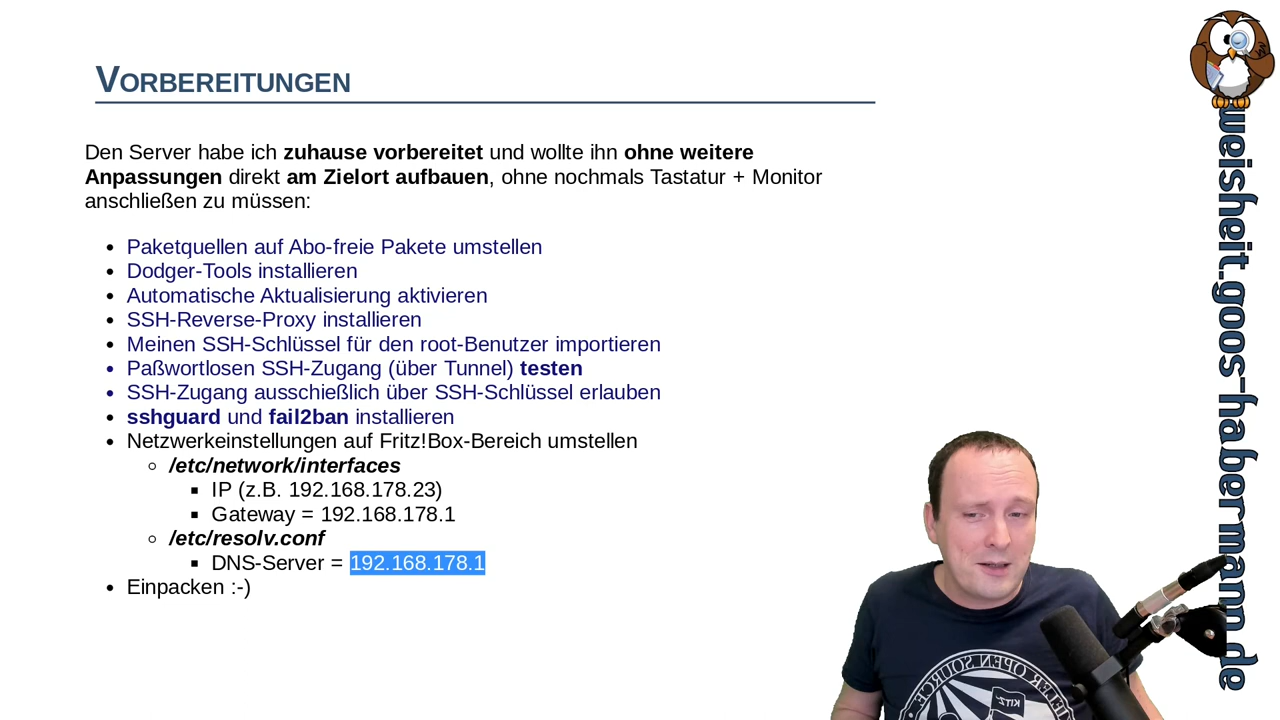 VORBEREITUNGEN
Den Server habe ich zuhause vorbereitet und wollte ihn ohne weitere
Anpassungen direkt am Zielort aufbauen, ohne nochmals Tastatur + Monitor
anschließen zu müssen:
• Paketquellen auf Abo-freie Pakete umstellen
• Dodger-Tools installieren
• Automatische Aktualisierung aktivieren
• SSH-Reverse-Proxy installieren
• Meinen SSH-Schlüssel für den root-Benutzer importieren
• Paßwortlosen SSH-Zugang (über Tunnel) testen
• SSH-Zugang ausschießlich über SSH-Schlüssel erlauben
• sshguard und fail2ban installieren
• Netzwerkeinstellungen auf Fritz!Box-Bereich umstellen
◦ /etc/network/interfaces
▪ IP (z.B. 192.168.178.23)
▪ Gateway = 192.168.178.1
◦ /etc/resolv.conf
▪ DNS-Server = 192.168.178.1
• Einpacken :-)
weisheit.goos-habermann.de
OPEN SOURCE
KITZ